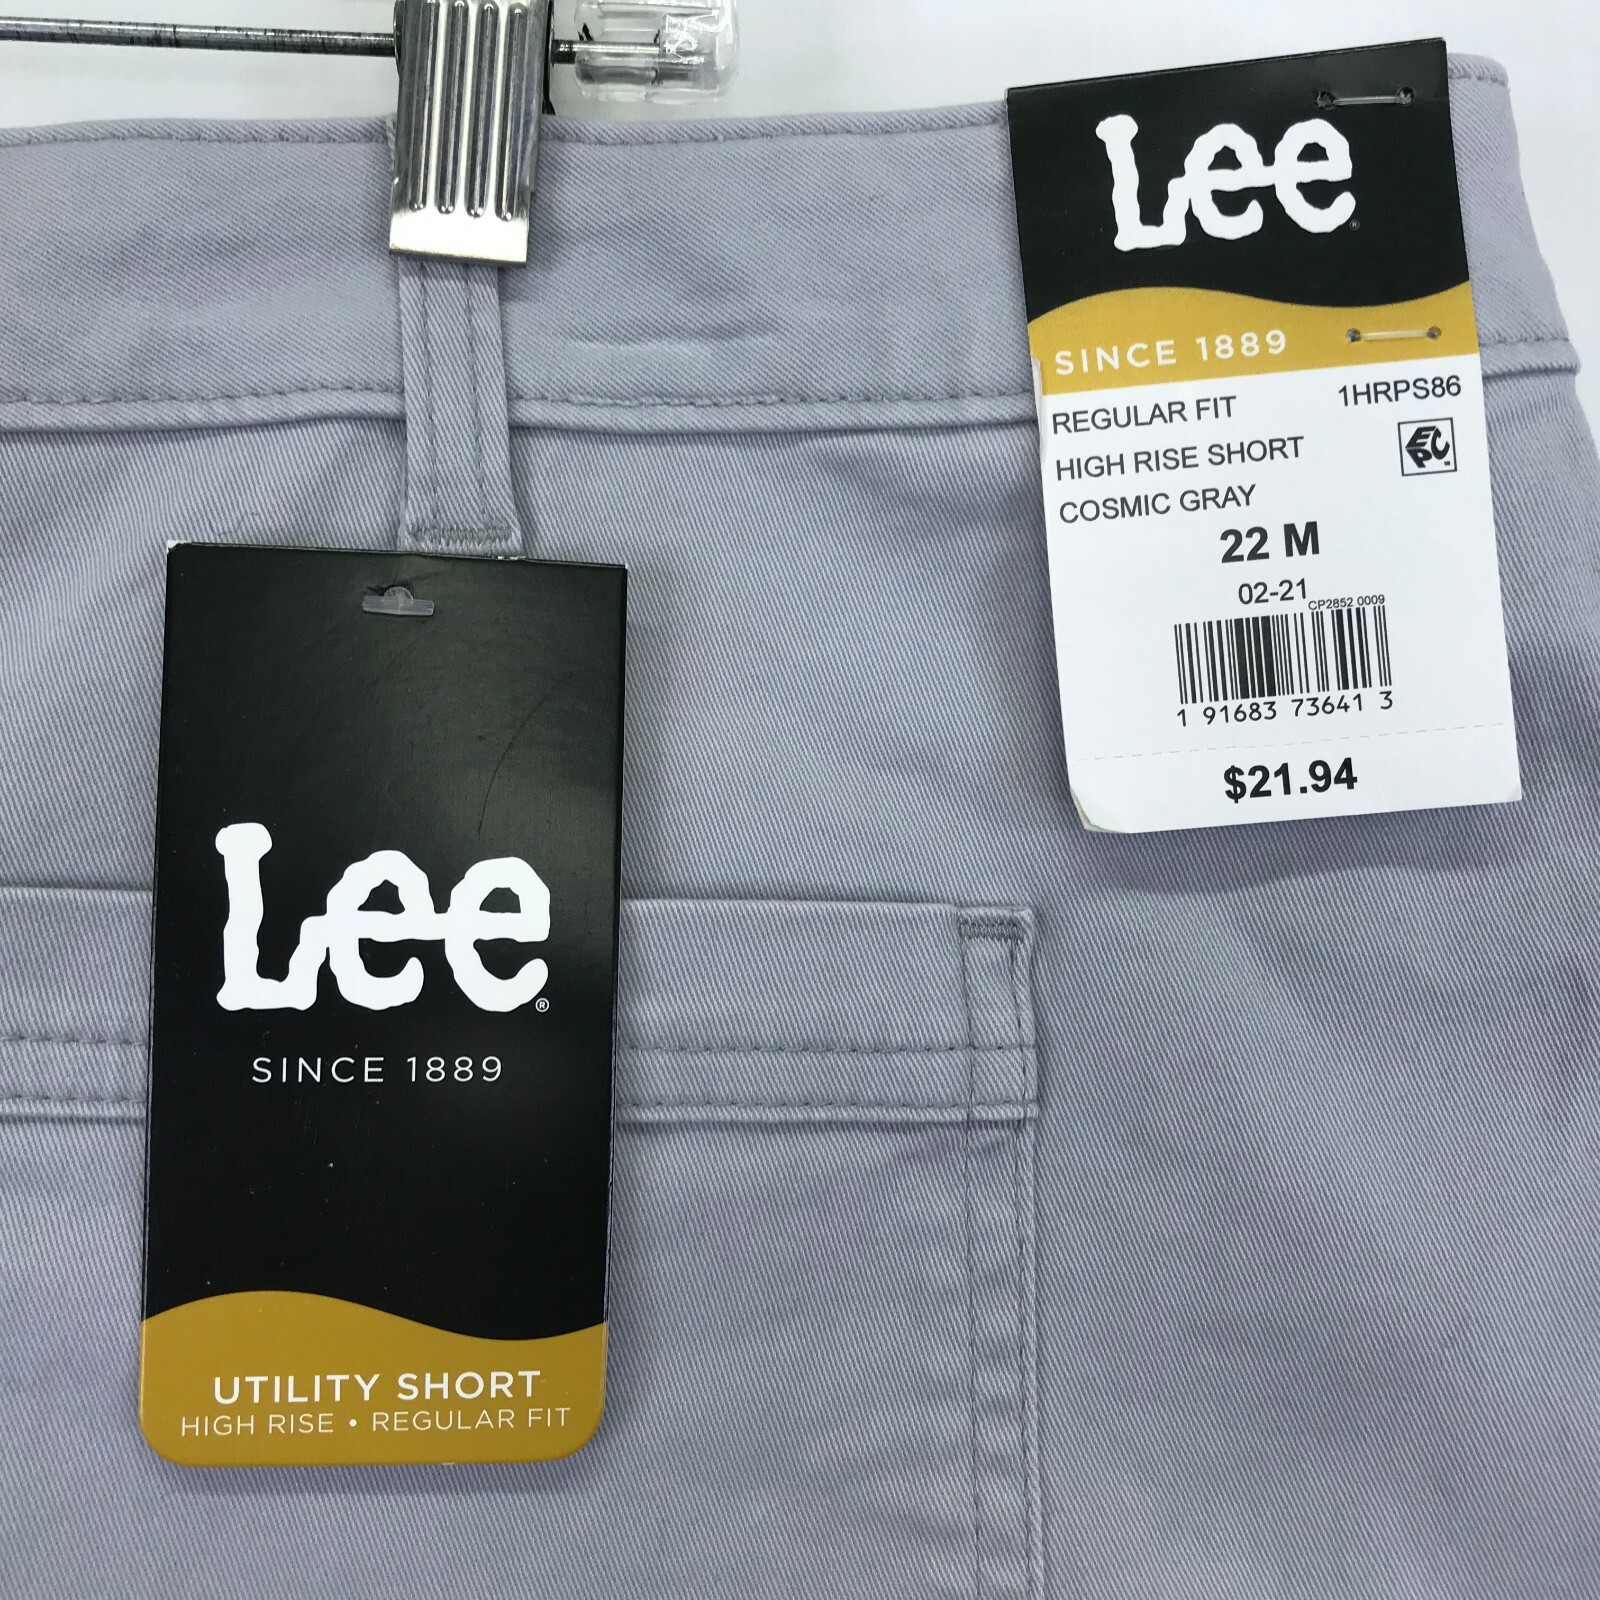 Lee
SINCE 1889
REGULAR FIT 1HRPS86
HIGH RISE SHORT
EPC
COSMIC GRAY
22 M
02-21
CP2852 0009
1 91683 73641 3
$21.94
Lee®
SINCE 1889
UTILITY SHORT
HIGH RISE • REGULAR FIT